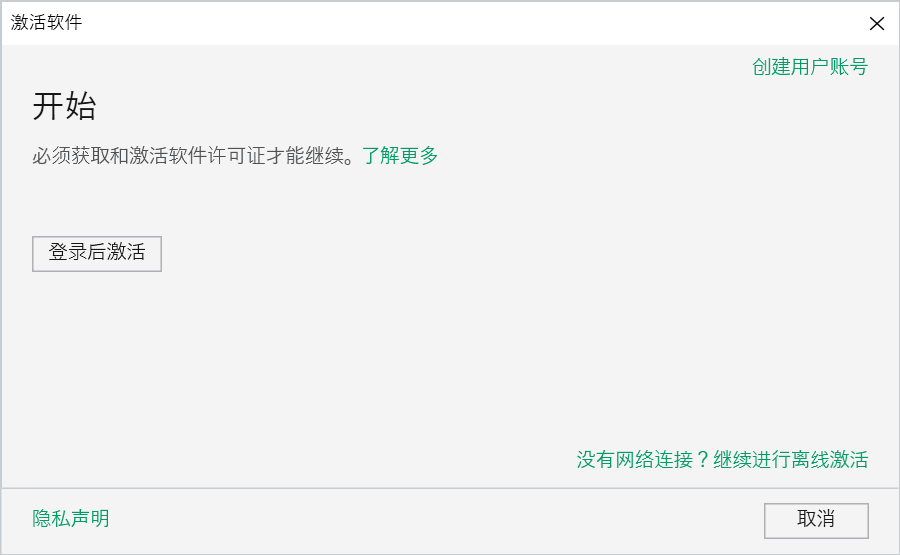 激活软件
创建用户账号
开始
必须获取和激活软件许可证才能继续。了解更多
登录后激活
没有网络连接？继续进行离线激活
隐私声明
取消